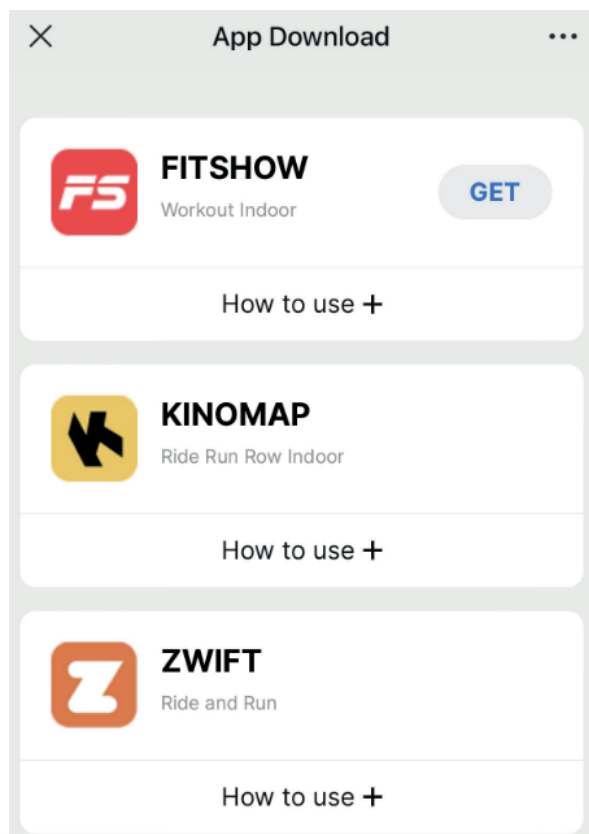 App Download
FITSHOW
Workout Indoor
GET
How to use +
KINOMAP
Ride Run Row Indoor
How to use +
ZWIFT
Ride and Run
How to use +